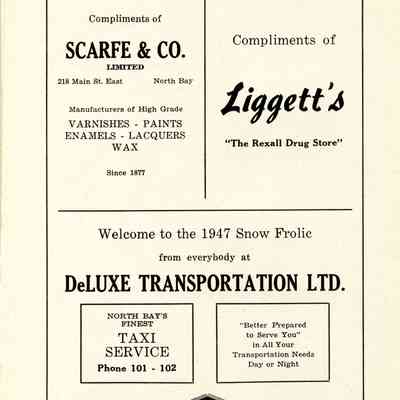 Compliments of
SCARFE & CO.
LIMITED
218 Main St. East North Bay
Manufacturers of High Grade
VARNISHES - PAINTS
ENAMELS - LACQUERS
WAX
Since 1877
Compliments of
Liggett's
"The Rexall Drug Store"
Welcome to the 1947 Snow Frolic
from everybody at
DeLUXE TRANSPORTATION LTD.
NORTH BAY'S
FINEST
TAXI
SERVICE
Phone 101 - 102
"Better Prepared
to Serve You"
in All Your
Transportation Needs
Day or Night